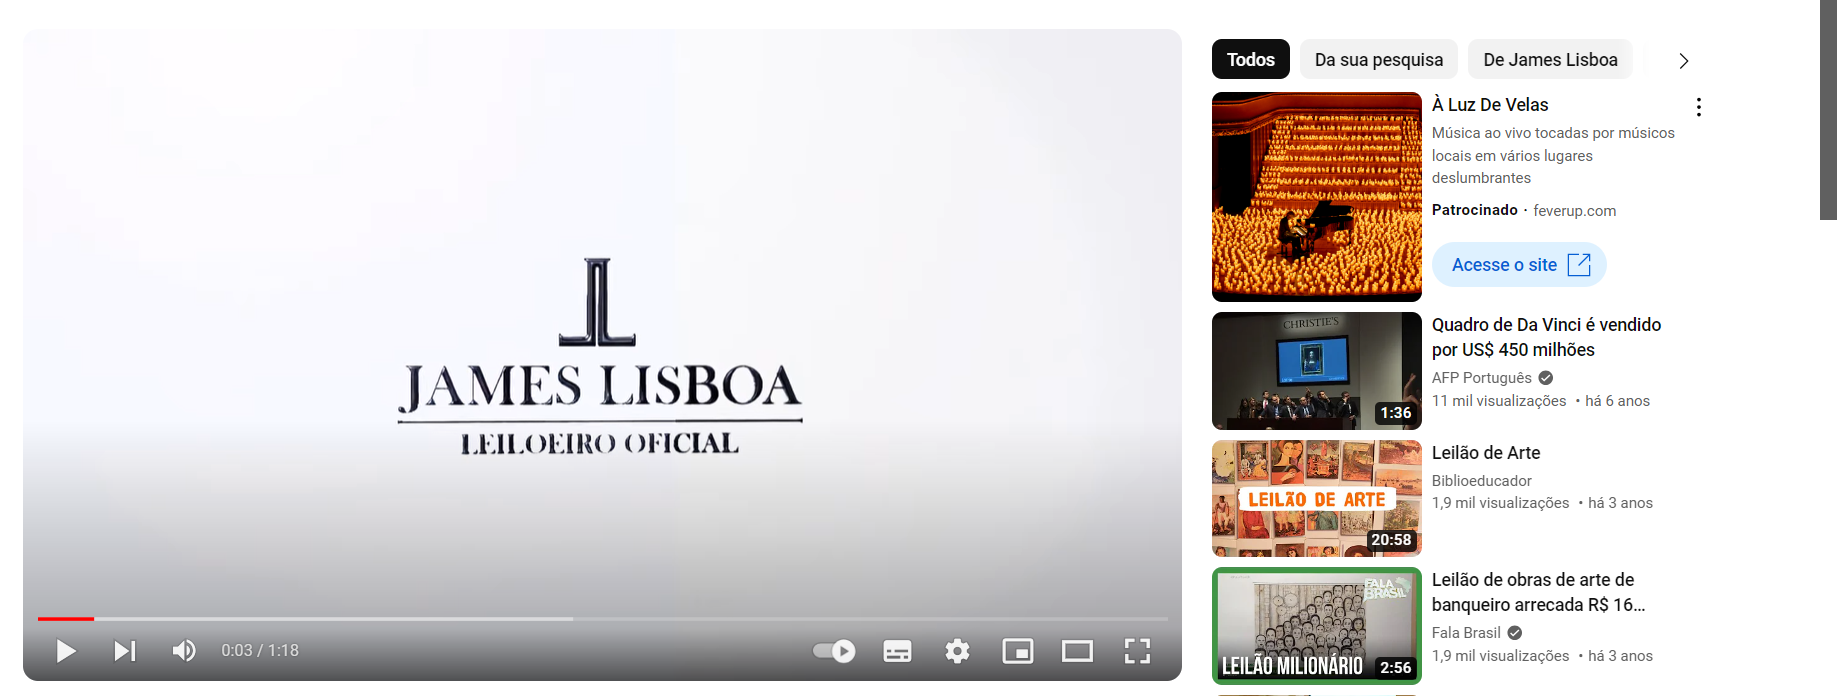 JL
JAMES LISBOA
LEILOEIRO OFICIAL
0:03 / 1:18
Todos
Da sua pesquisa
De James Lisboa
À Luz De Velas
Música ao vivo tocadas por músicos
locais em vários lugares
deslumbrantes
Patrocinado · feverup.com
Acesse o site
CHRISTIE'S
1:36
Quadro de Da Vinci é vendido
por US$ 450 milhões
AFP Português
11 mil visualizações • há 6 anos
LEILÃO DE ARTE
20:58
Leilão de Arte
Biblioeducador
1,9 mil visualizações • há 3 anos
FALA
BRASIL
LEILÃO MILIONÁRIO
2:56
Leilão de obras de arte de
banqueiro arrecada R$ 16...
Fala Brasil
1,9 mil visualizações • há 3 anos